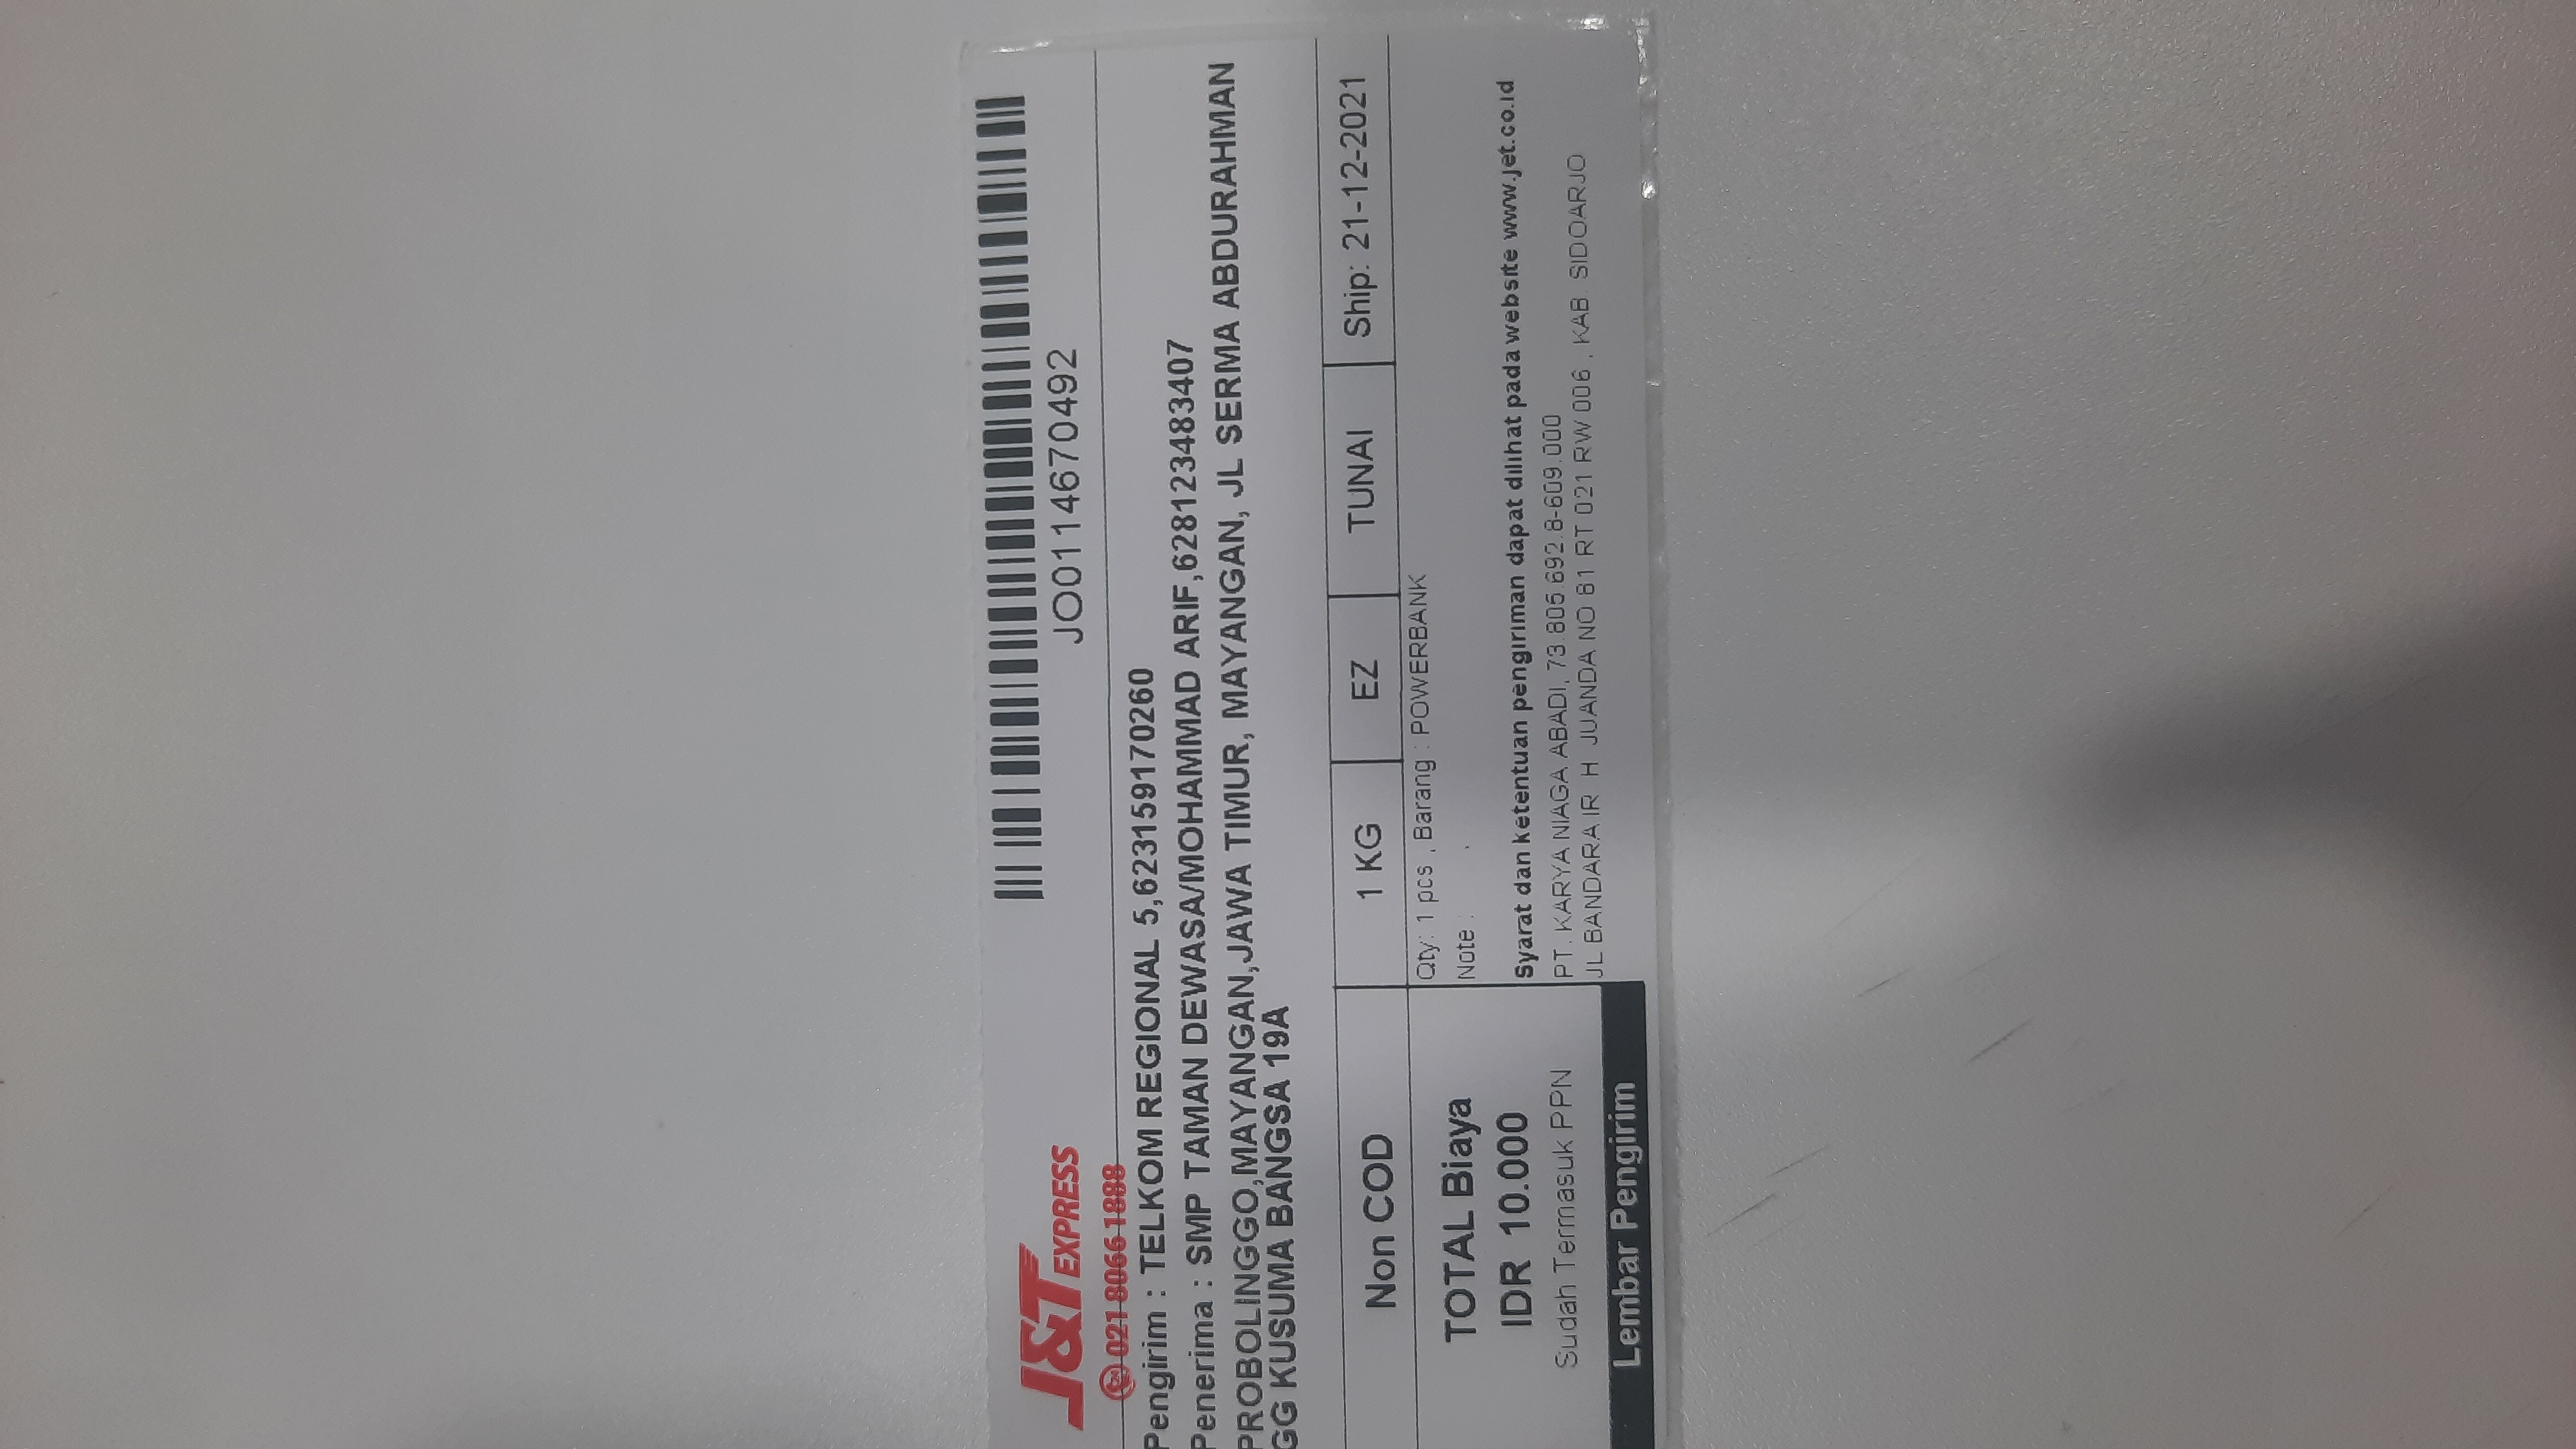 J&T EXPRESS
JO0114670492
021 8066 1888
Pengirim : TELKOM REGIONAL 5,623159170260
Penerima : SMP TAMAN DEWASA/MOHAMMAD ARIF,628123483407
PROBOLINGGO,MAYANGAN,JAWA TIMUR, MAYANGAN, JL SERMA ABDURAHMAN
GG KUSUMA BANGSA 19A
Non COD 1 KG EZ TUNAI Ship: 21-12-2021
Qty: 1 pcs , Barang : POWERBANK
Note :
TOTAL Biaya
IDR 10.000
Sudah Termasuk PPN
Lembar Pengirim
Syarat dan ketentuan pengiriman dapat dilihat pada website www.jet.co.id
PT. KARYA NIAGA ABADI, 73.805.692.8-609.000
JL BANDARA IR H JUANDA NO 81 RT 021 RW 006 , KAB. SIDOARJO